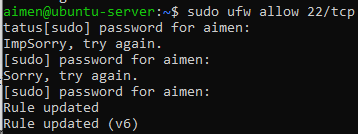 aimen@ubuntu-server:~$ sudo ufw allow 22/tcp
tatus[sudo] password for aimen:
ImpSorry, try again.
[sudo] password for aimen:
Sorry, try again.
[sudo] password for aimen:
Rule updated
Rule updated (v6)